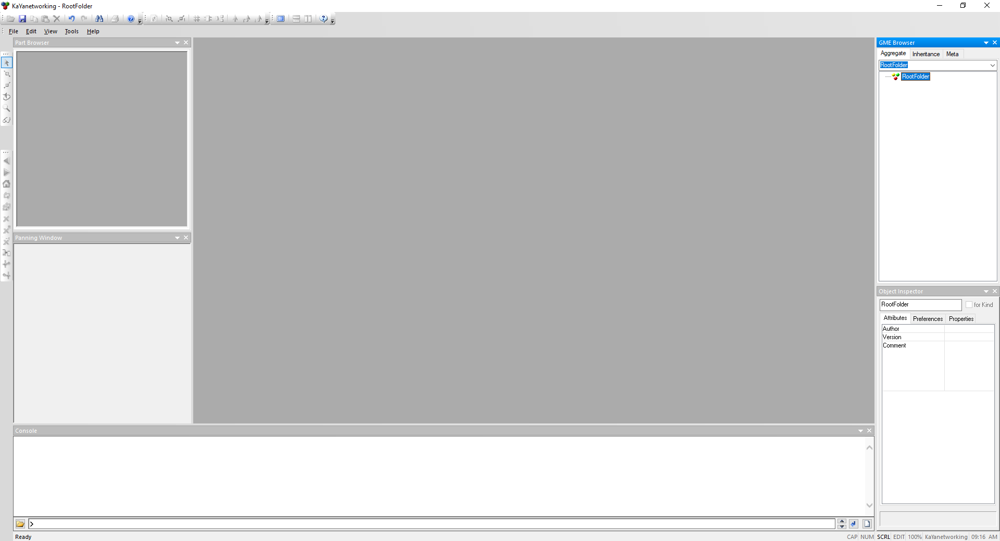 KaYanetworking - RootFolder
File Edit View Tools Help
Part Browser
Panning Window
Console
>
Ready
GME Browser
Aggregate Inheritance Meta
RootFolder
RootFolder
Object Inspector
RootFolder for Kind
Attributes Preferences Properties
Author
Version
Comment
CAP NUM SCRL EDIT 100% KaYanetworking 09:16 AM